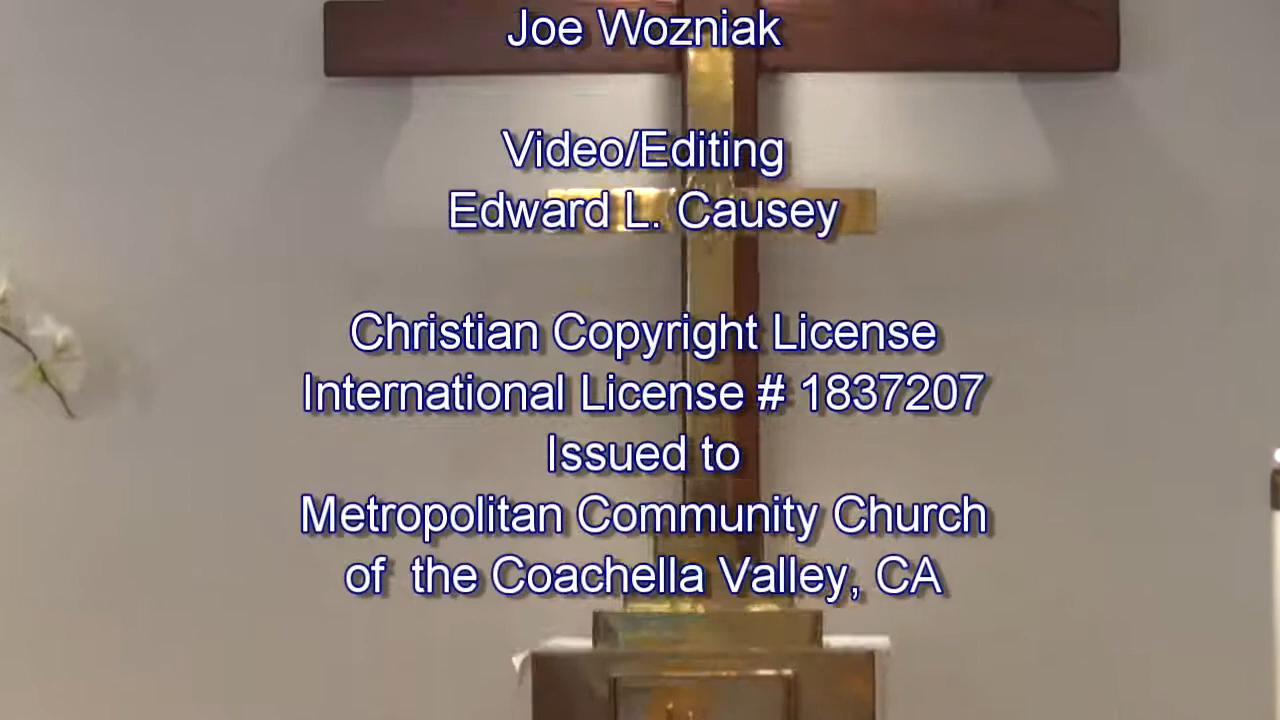 Joe Wozniak
Video/Editing
Edward L. Causey
Christian Copyright License
International License # 1837207
Issued to
Metropolitan Community Church
of the Coachella Valley, CA